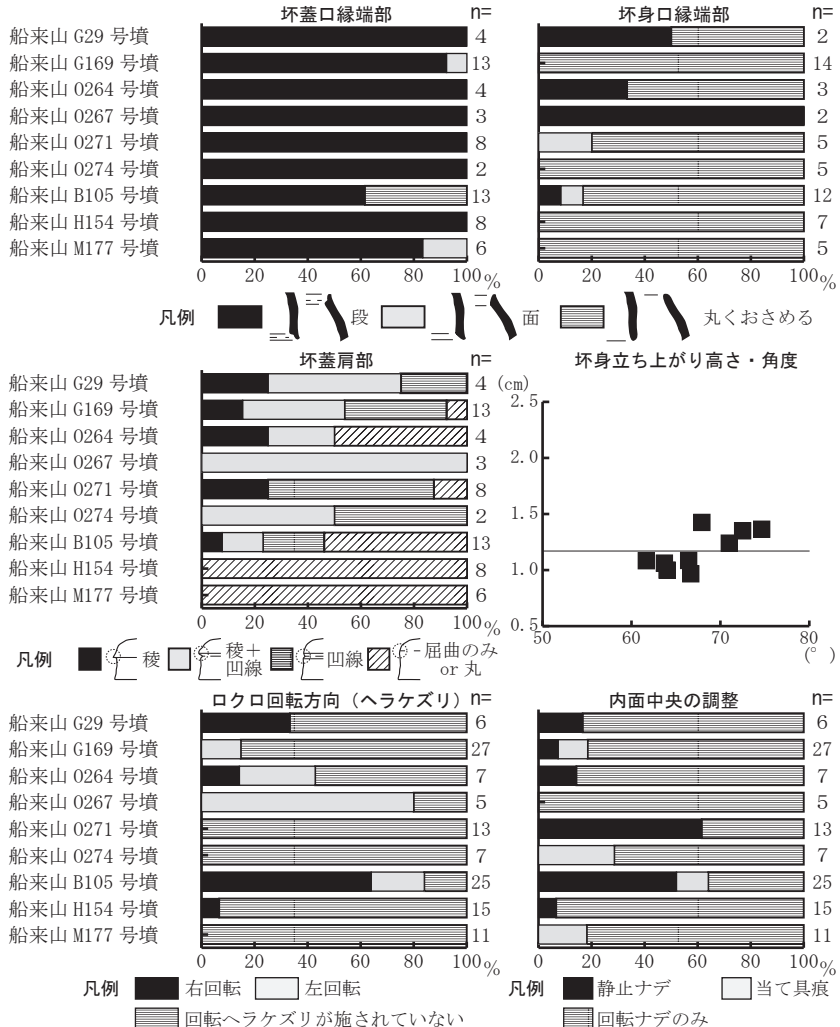 坏蓋口縁端部 n=
坏身口縁端部 n=
船来山 G29 号墳 4 2
船来山 G169 号墳 13 14
船来山 O264 号墳 4 3
船来山 O267 号墳 3 2
船来山 O271 号墳 8 5
船来山 O274 号墳 2 5
船来山 B105 号墳 13 12
船来山 H154 号墳 8 7
船来山 M177 号墳 6 5
0 20 40 60 80 100%
0 20 40 60 80 100%
凡例 段 面 丸くおさめる
坏蓋肩部 n=
坏身立ち上がり高さ・角度
船来山 G29 号墳 4
船来山 G169 号墳 13
船来山 O264 号墳 4
船来山 O267 号墳 3
船来山 O271 号墳 8
船来山 O274 号墳 2
船来山 B105 号墳 13
船来山 H154 号墳 8
船来山 M177 号墳 6
0 20 40 60 80 100%
(cm)
2.5
2.0
1.5
1.0
0.5
50 60 70 80
(°)
凡例 稜 稜+凹線 凹線 屈曲のみ or 丸
ロクロ回転方向(ヘラケズリ) n=
内面中央の調整 n=
船来山 G29 号墳 6 6
船来山 G169 号墳 27 27
船来山 O264 号墳 7 7
船来山 O267 号墳 5 5
船来山 O271 号墳 13 13
船来山 O274 号墳 7 7
船来山 B105 号墳 25 25
船来山 H154 号墳 15 15
船来山 M177 号墳 11 11
0 20 40 60 80 100%
0 20 40 60 80 100%
凡例 右回転 左回転
回転ヘラケズリが施されていない
凡例 静止ナデ 当て具痕
回転ナデのみ